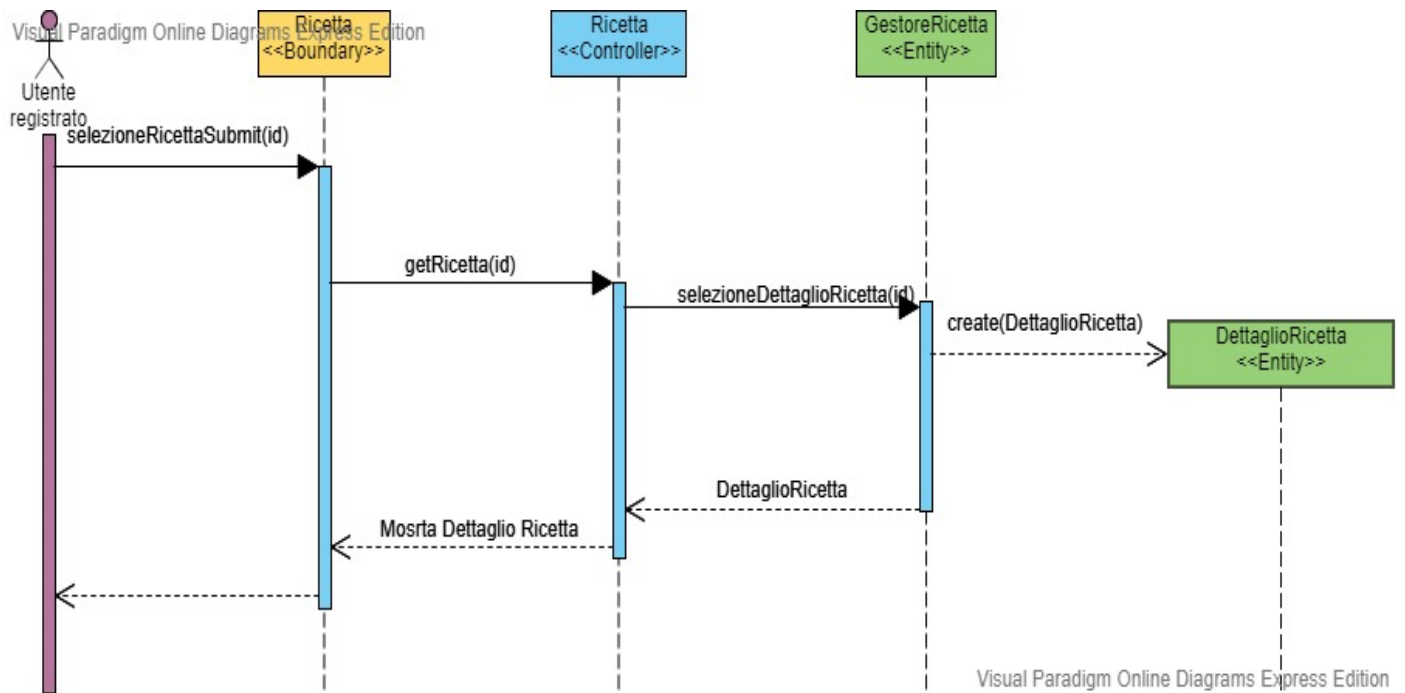 Visual Paradigm Online Diagrams Express Edition
Ricetta
<<Boundary>>
Ricetta
<<Controller>>
GestoreRicetta
<<Entity>>
Utente
registrato
selezioneRicettaSubmit(id)
getRicetta(id)
selezioneDettaglioRicetta(id)
create(DettaglioRicetta)
DettaglioRicetta
<<Entity>>
DettaglioRicetta
Mosrta Dettaglio Ricetta
Visual Paradigm Online Diagrams Express Edition